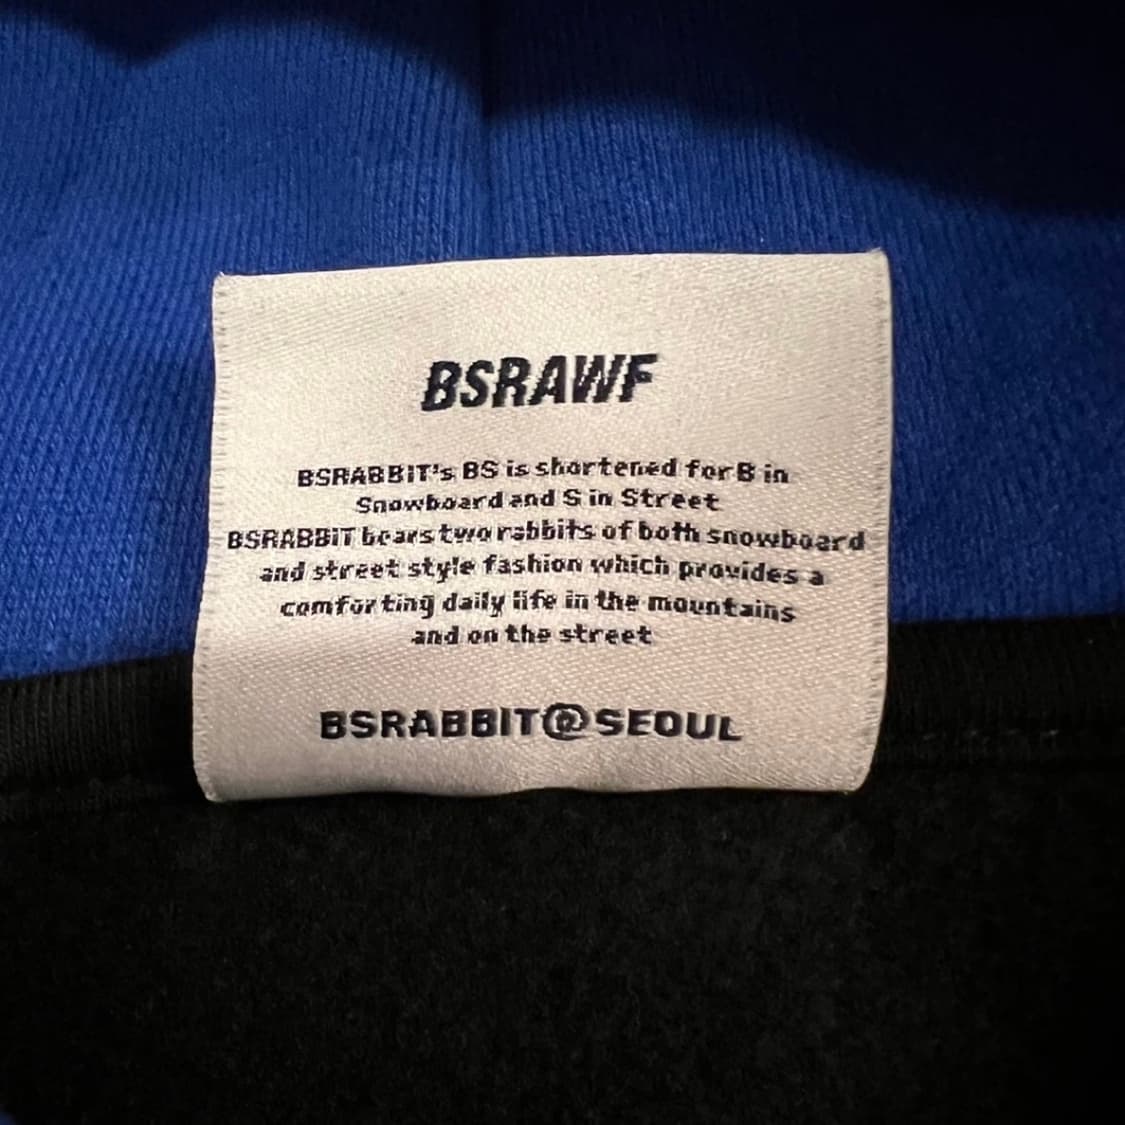 BSRAWF
BSRABBIT's BS is shortened for B in
Snowboard and S in Street
BSRABBIT bears two rabbits of both snowboard
and street style fashion which provides a
comforting daily life in the mountains
and on the street
BSRABBIT@SEOUL